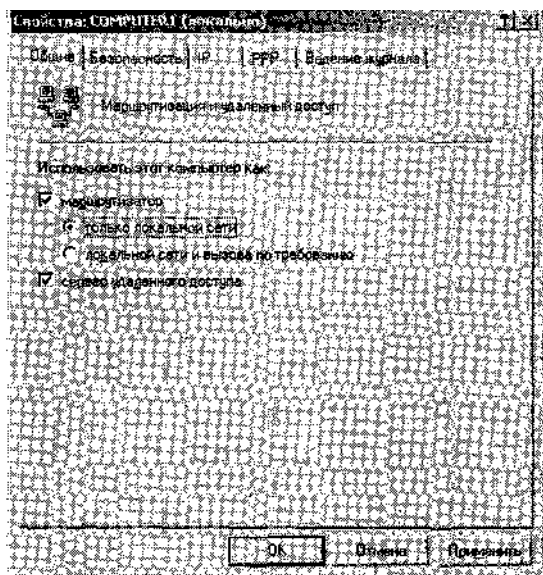 Свойства: COMPUTER1 (локально)
Общие Безопасность IP PPP Ведение журнала
Маршрутизация и удаленный доступ
Использовать этот компьютер как:
маршрутизатор
только локальной сети
локальной сети и вызова по требованию
сервер удаленного доступа
OK Отмена Применить